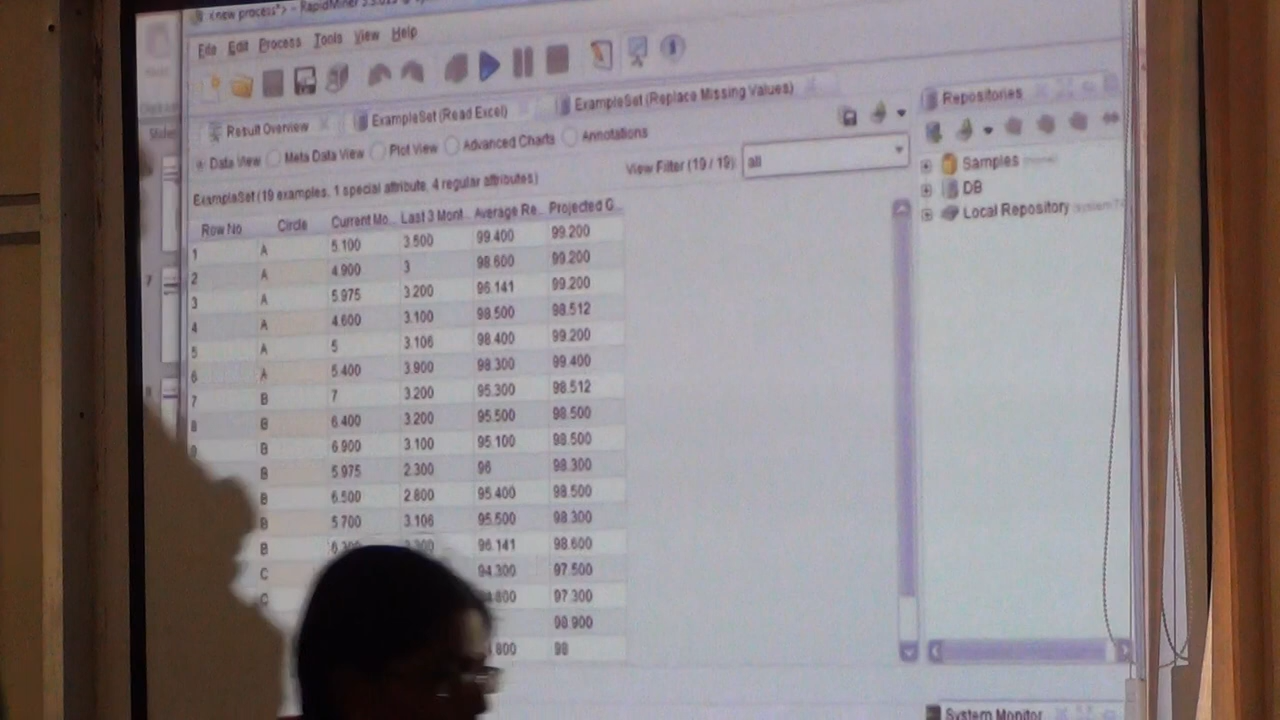 <new process*> – RapidMiner
File Edit Process Tools View Help
Result Overview ExampleSet (Read Excel) ExampleSet (Replace Missing Values)
Data View Meta Data View Plot View Advanced Charts Annotations
ExampleSet (19 examples, 1 special attribute, 4 regular attributes) View Filter (19 / 19): all
Row No Circle Current Mo... Last 3 Mont... Average Re... Projected G...
1 A 5.100 3.500 99.400 99.200
2 A 4.900 3 98.600 99.200
3 A 5.975 3.200 96.141 99.200
4 A 4.600 3.100 98.500 98.512
5 A 5 3.106 98.400 99.200
6 A 5.400 3.900 98.300 99.400
7 B 7 3.200 95.300 98.512
8 B 6.400 3.200 95.500 98.500
9 B 6.900 3.100 95.100 98.500
B 5.975 2.300 96 98.300
B 6.500 2.800 95.400 98.500
B 5.700 3.106 95.500 98.300
B 96.141 98.600
C 94.300 97.500
C 97.300
98.900
98
Repositories
Samples
DB
Local Repository
System Monitor
7
8